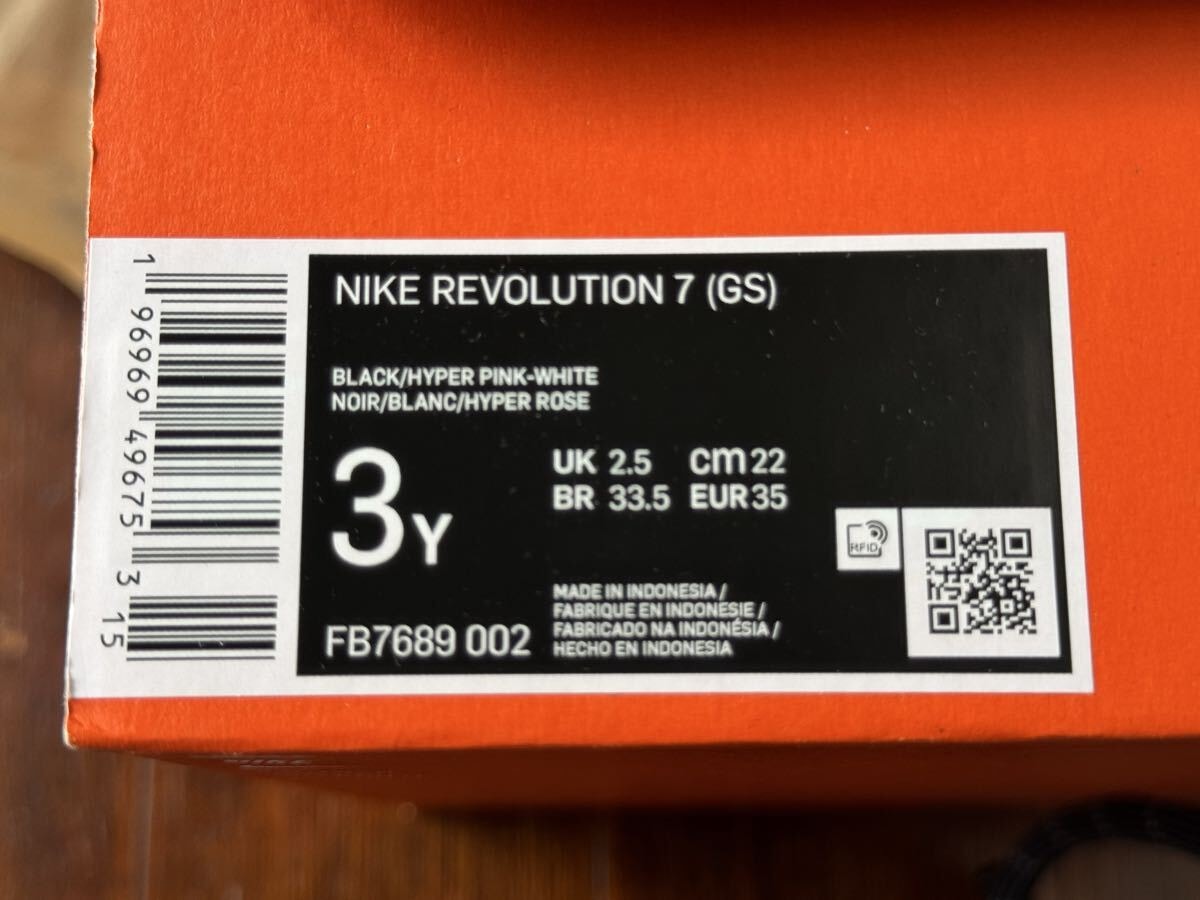 NIKE REVOLUTION 7 (GS)
BLACK/HYPER PINK-WHITE
NOIR/BLANC/HYPER ROSE
3Y
UK 2.5 cm 22
BR 33.5 EUR 35
FB7689 002
MADE IN INDONESIA /
FABRIQUE EN INDONESIE /
FABRICADO NA INDONÉSIA /
HECHO EN INDONESIA
RFID
1 96969 49675 3 15